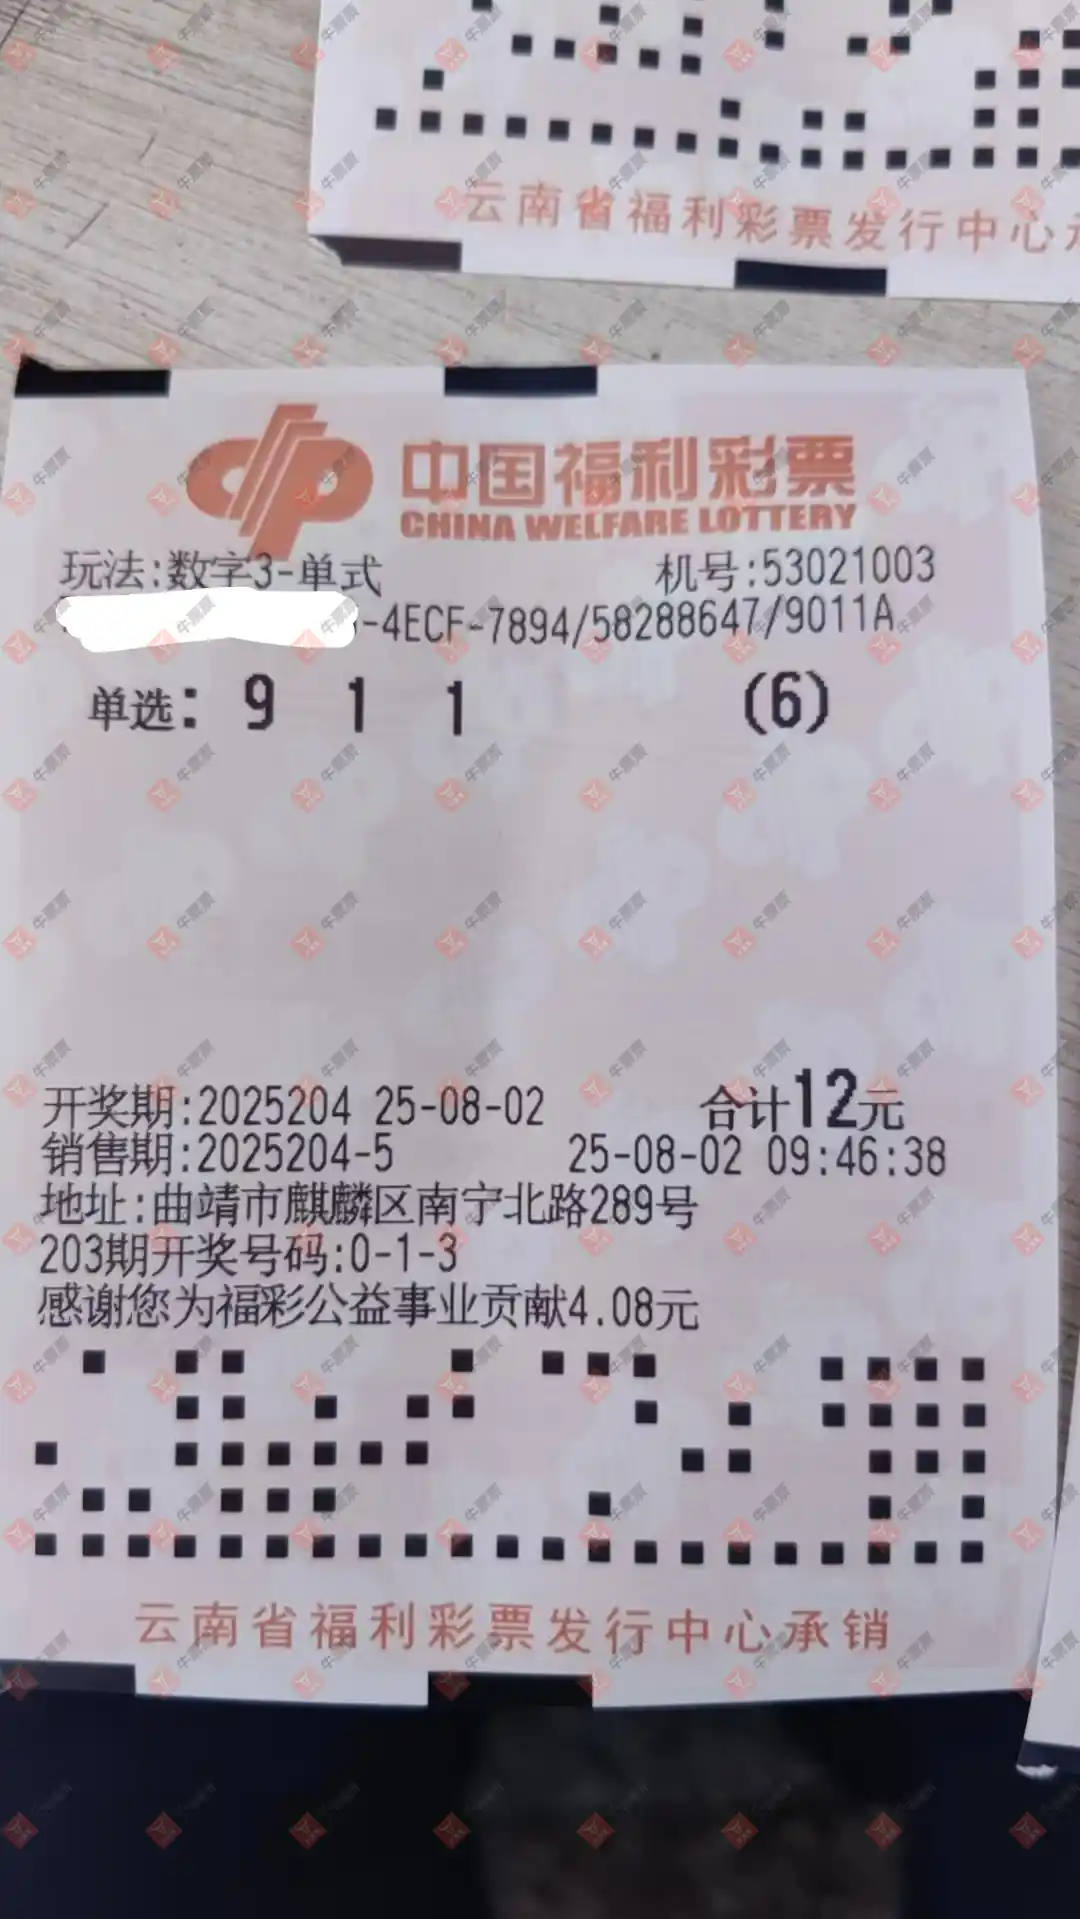 云南省福利彩票发行中心
中国福利彩票
CHINA WELFARE LOTTERY
玩法:数字3-单式 机号:53021003
-4ECF-7894/58288647/9011A
单选: 9 1 1 (6)
开奖期:2025204 25-08-02 合计12元
销售期:2025204-5 25-08-02 09:46:38
地址:曲靖市麒麟区南宁北路289号
203期开奖号码:0-1-3
感谢您为福彩公益事业贡献4.08元
云南省福利彩票发行中心承销
牛票票